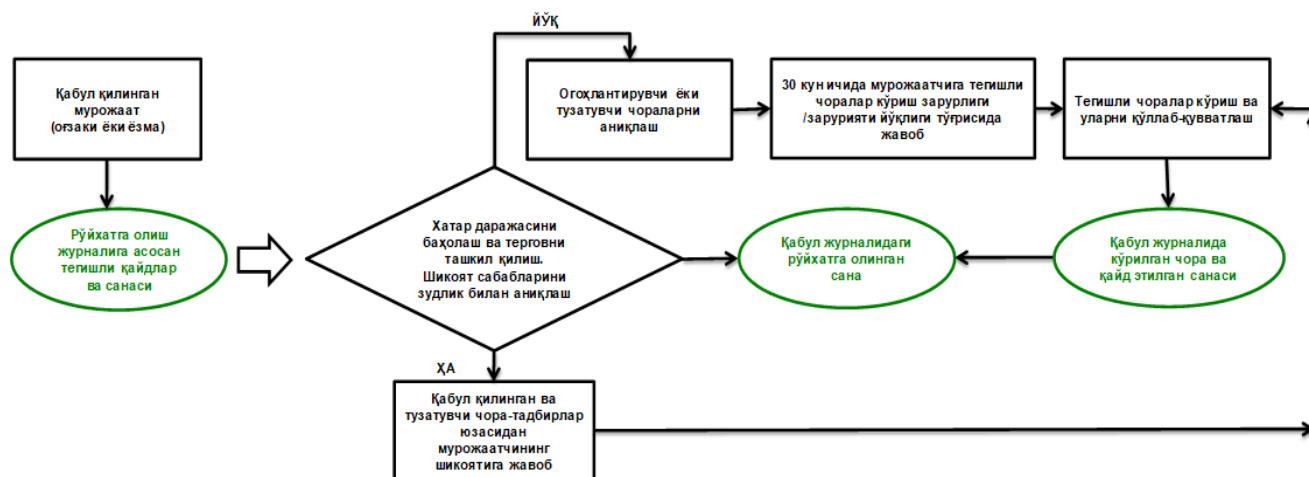 ЙЎҚ
Қабул қилинган
мурожаат
(оғзаки ёки ёзма)
Огоҳлантирувчи ёки
тузатувчи чораларни
аниқлаш
30 кун ичида мурожаатчига тегишли
чоралар кўриш зарурлиги
/зарурияти йўқлиги тўғрисида
жавоб
Тегишли чоралар кўриш ва
уларни қўллаб-қувватлаш
Рўйхатга олиш
журналига асосан
тегишли қайдлар
ва санаси
Хатар даражасини
баҳолаш ва терговни
ташкил қилиш.
Шикоят сабабларини
зудлик билан аниқлаш
Қабул журналидаги
рўйхатга олинган
сана
Қабул журналида
кўрилган чора ва
қайд этилган санаси
ҲА
Қабул қилинган ва
тузатувчи чора-тадбирлар
юзасидан
мурожаатчининг
шикоятига жавоб